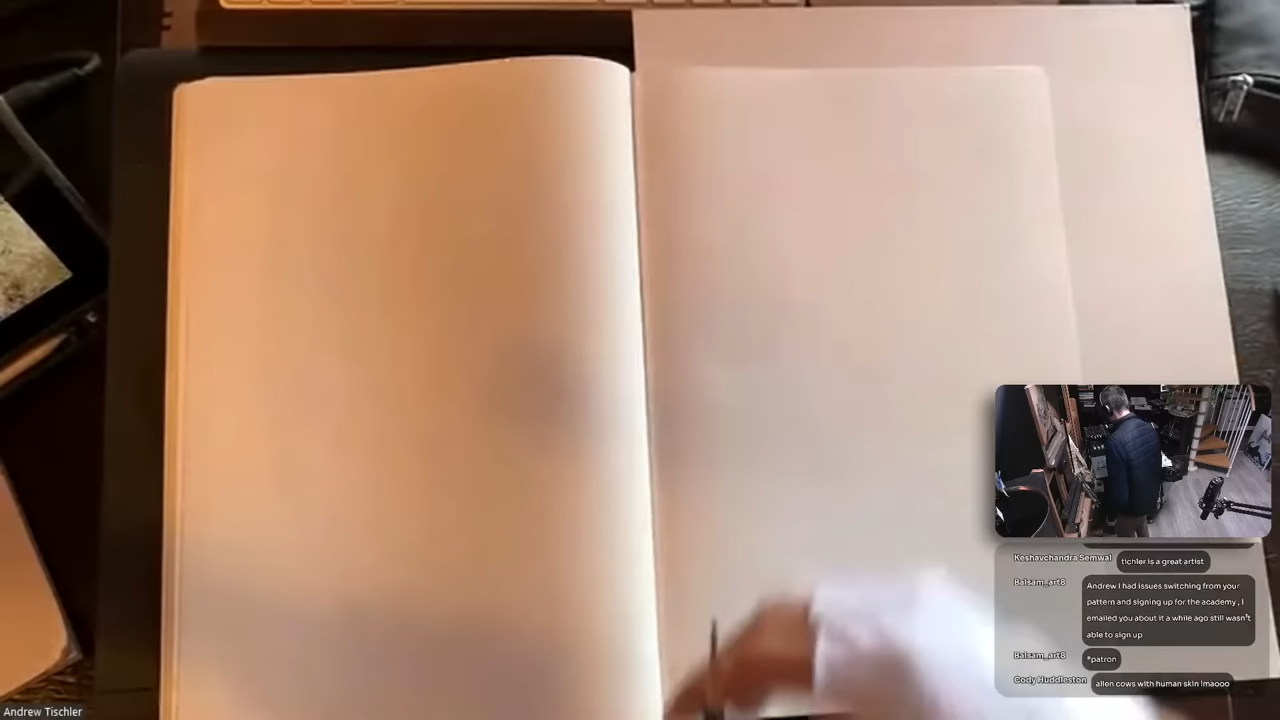 Keshavchandra Semwal
tichler is a great artist
Balsam_art8
Andrew I had issues switching from your
pattern and signing up for the academy , I
emailed you about it a while ago still wasn't
able to sign up
Balsam_art8
*patron
Cody Huddleston
alien cows with human skin lmaooo
Andrew Tischler